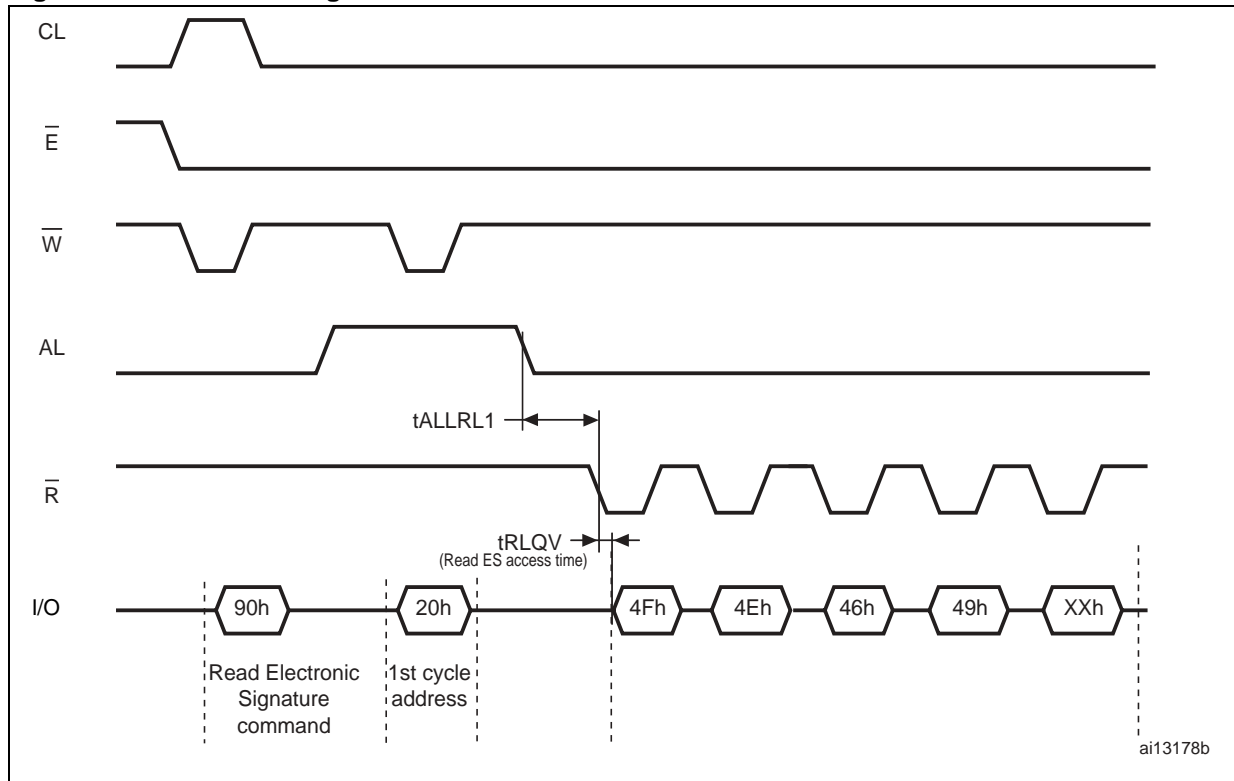 CL
E
W
AL
tALLRL1
R
tRLQV
(Read ES access time)
I/O
90h
20h
4Fh
4Eh
46h
49h
XXh
Read Electronic
Signature
command
1st cycle
address
ai13178b